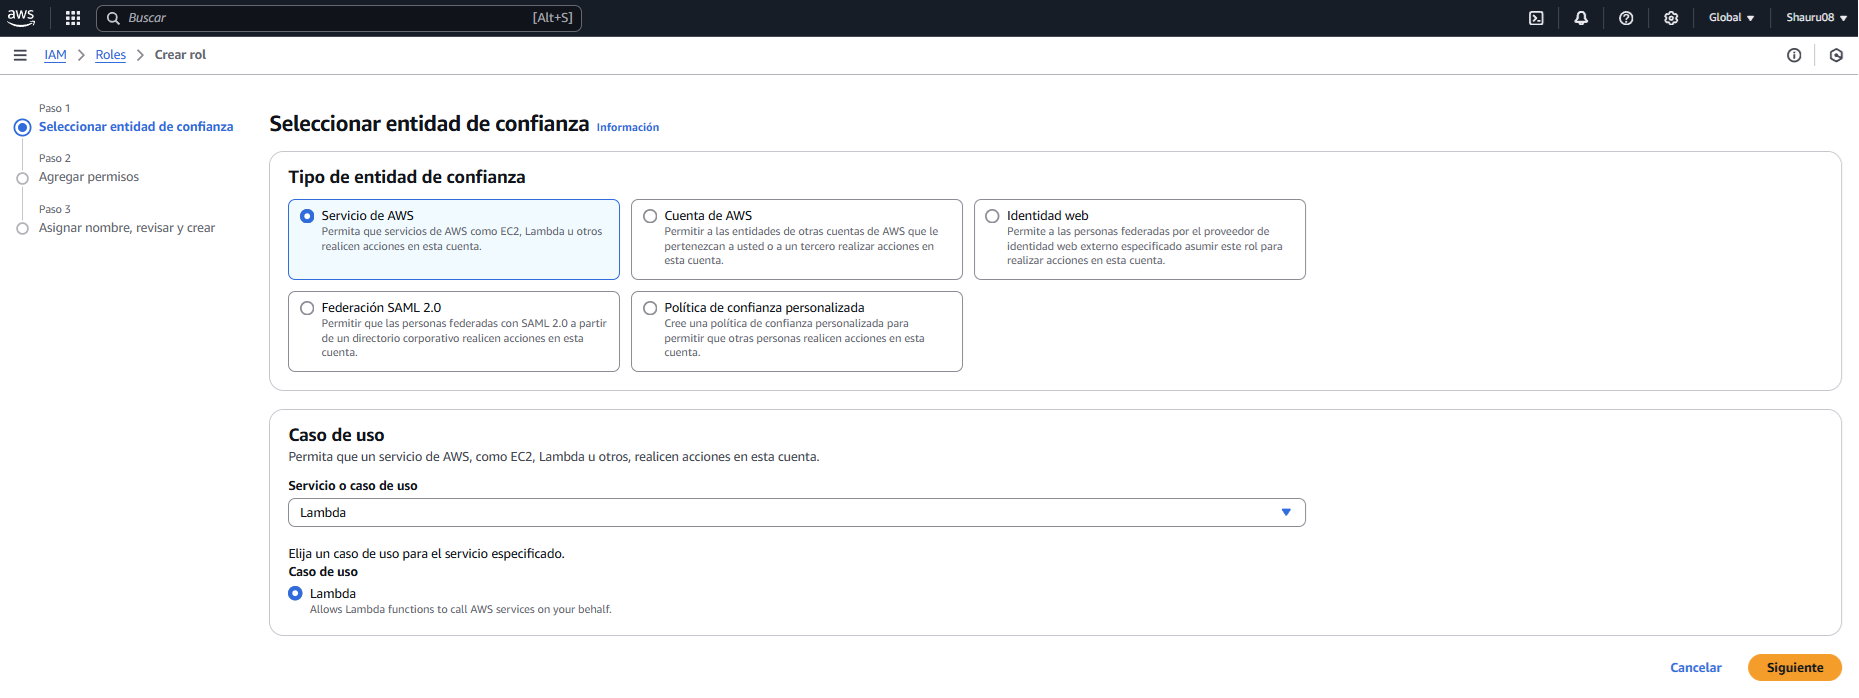 aws
Buscar
[Alt+S]
Global
Shauru08
IAM
Roles
Crear rol
Paso 1
Seleccionar entidad de confianza
Paso 2
Agregar permisos
Paso 3
Asignar nombre, revisar y crear
Seleccionar entidad de confianza
Información
Tipo de entidad de confianza
Servicio de AWS
Permita que servicios de AWS como EC2, Lambda u otros
realicen acciones en esta cuenta.
Cuenta de AWS
Permitir a las entidades de otras cuentas de AWS que le
pertenezcan a usted o a un tercero realizar acciones en
esta cuenta.
Identidad web
Permite a las personas federadas por el proveedor de
identidad web externo especificado asumir este rol para
realizar acciones en esta cuenta.
Federación SAML 2.0
Permitir que las personas federadas con SAML 2.0 a partir
de un directorio corporativo realicen acciones en esta
cuenta.
Política de confianza personalizada
Cree una política de confianza personalizada para
permitir que otras personas realicen acciones en esta
cuenta.
Caso de uso
Permita que un servicio de AWS, como EC2, Lambda u otros, realicen acciones en esta cuenta.
Servicio o caso de uso
Lambda
Elija un caso de uso para el servicio especificado.
Caso de uso
Lambda
Allows Lambda functions to call AWS services on your behalf.
Cancelar
Siguiente